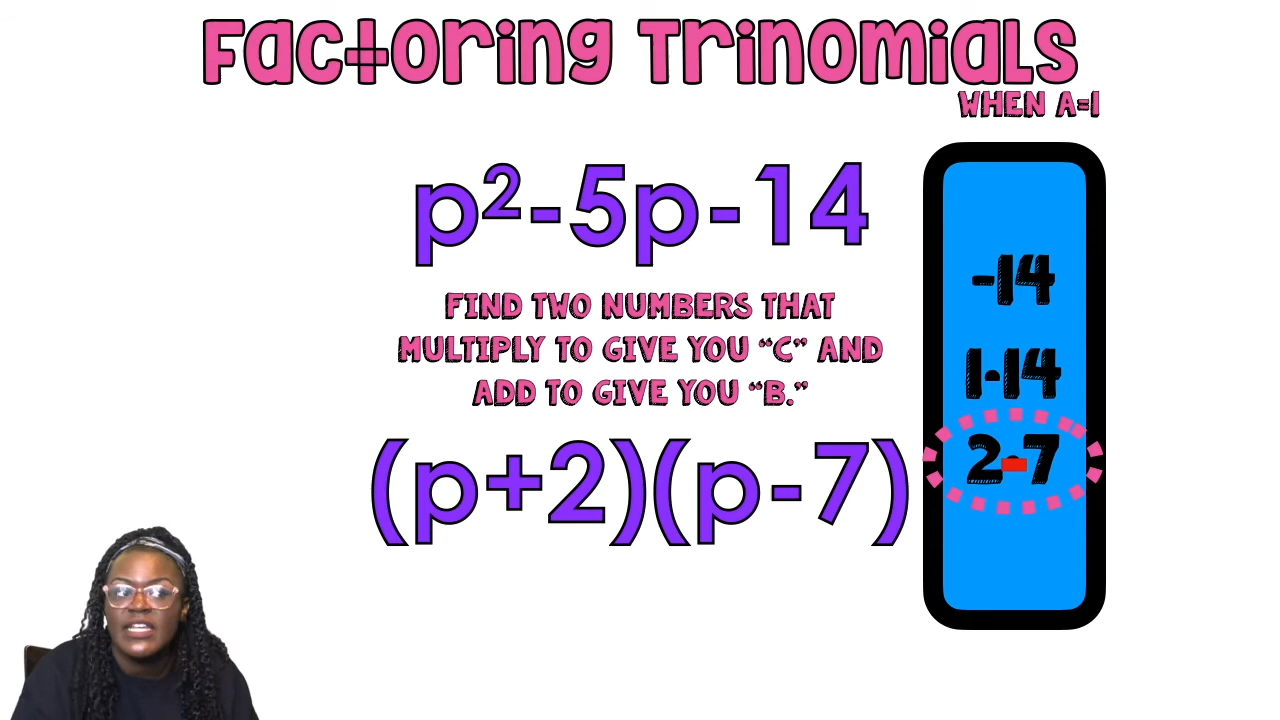 Factoring Trinomials
WHEN A=1
p²-5p-14
FIND TWO NUMBERS THAT
MULTIPLY TO GIVE YOU “C” AND
ADD TO GIVE YOU “B.”
(p+2)(p-7)
-14
1•14
2-7